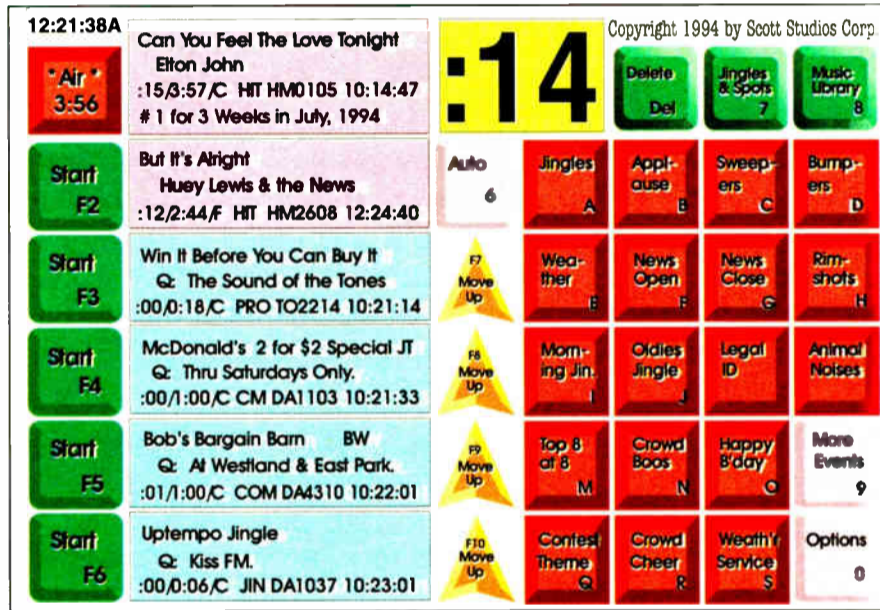 12:21:38A
Copyright 1994 by Scott Studios Corp.
* Air *
3:56
Can You Feel The Love Tonight
Elton John
:15/3:57/C HIT HM0105 10:14:47
# 1 for 3 Weeks in July, 1994
:14
Delete
Del
Jingles
& Spots
7
Music
Library
8
Start
F2
But It's Alright
Huey Lewis & the News
:12/2:44/F HIT HM2608 12:24:40
Auto
6
Jingles
A
Appl-
ause
B
Sweep-
ers
C
Bump-
ers
D
Start
F3
Win It Before You Can Buy It
Q: The Sound of the Tones
:00/0:18/C PRO TO2214 10:21:14
F7
Move
Up
Wea-
ther
E
News
Open
F
News
Close
G
Rim-
shots
H
Start
F4
McDonald's 2 for $2 Special JT
Q: Thru Saturdays Only.
:00/1:00/C CM DA1103 10:21:33
F8
Move
Up
Morn-
ing Jin.
I
Oldies
Jingle
J
Legal
ID
Animal
Noises
Start
F5
Bob's Bargain Barn BW
Q: At Westland & East Park.
:01/1:00/C COM DA4310 10:22:01
F9
Move
Up
Top 8
at 8
M
Crowd
Boos
N
Happy
B'day
O
More
Events
9
Start
F6
Uptempo Jingle
Q: Kiss FM.
:00/0:06/C JIN DA1037 10:23:01
F10
Move
Up
Contest
Theme
Q
Crowd
Cheer
R
Weath'r
Service
S
Options
0